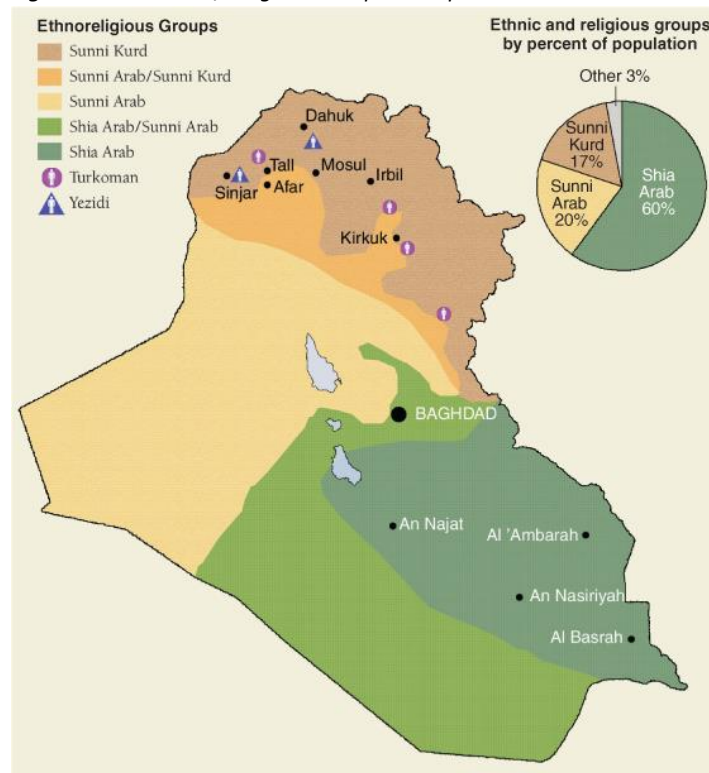 Ethnoreligious Groups
Sunni Kurd
Sunni Arab/Sunni Kurd
Sunni Arab
Shia Arab/Sunni Arab
Shia Arab
Turkoman
Yezidi
Ethnic and religious groups
by percent of population
Other 3%
Sunni
Kurd
17%
Sunni
Arab
20%
Shia
Arab
60%
Dahuk
Tall
Afar
Mosul
Irbil
Sinjar
Kirkuk
BAGHDAD
An Najat
Al 'Ambarah
An Nasiriyah
Al Basrah